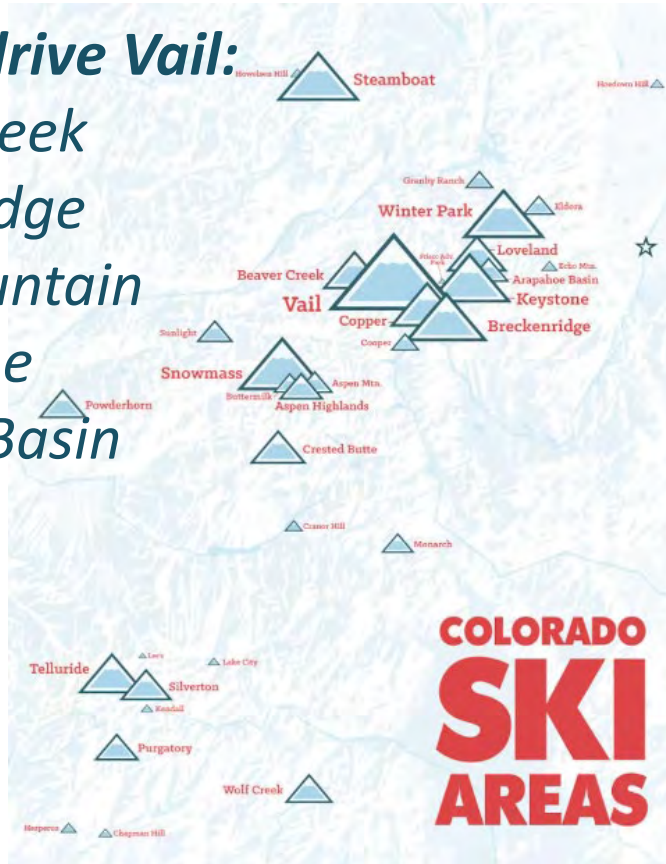 drive Vail:
eek
dge
untain
e
Basin
Howelsen Hill
Steamboat
Hoedown Hill
Granby Ranch
Winter Park
Eldora
Loveland
Echo Mtn.
Beaver Creek
Arapahoe Basin
Vail
Keystone
Copper
Breckenridge
Sunlight
Cooper
Snowmass
Aspen Mtn.
Buttermilk
Aspen Highlands
Powderhorn
Crested Butte
Cranor Hill
Monarch
Lee's
Lake City
Telluride
Silverton
Kendall
Purgatory
Wolf Creek
Hesperus
Chapman Hill
COLORADO
SKI
AREAS